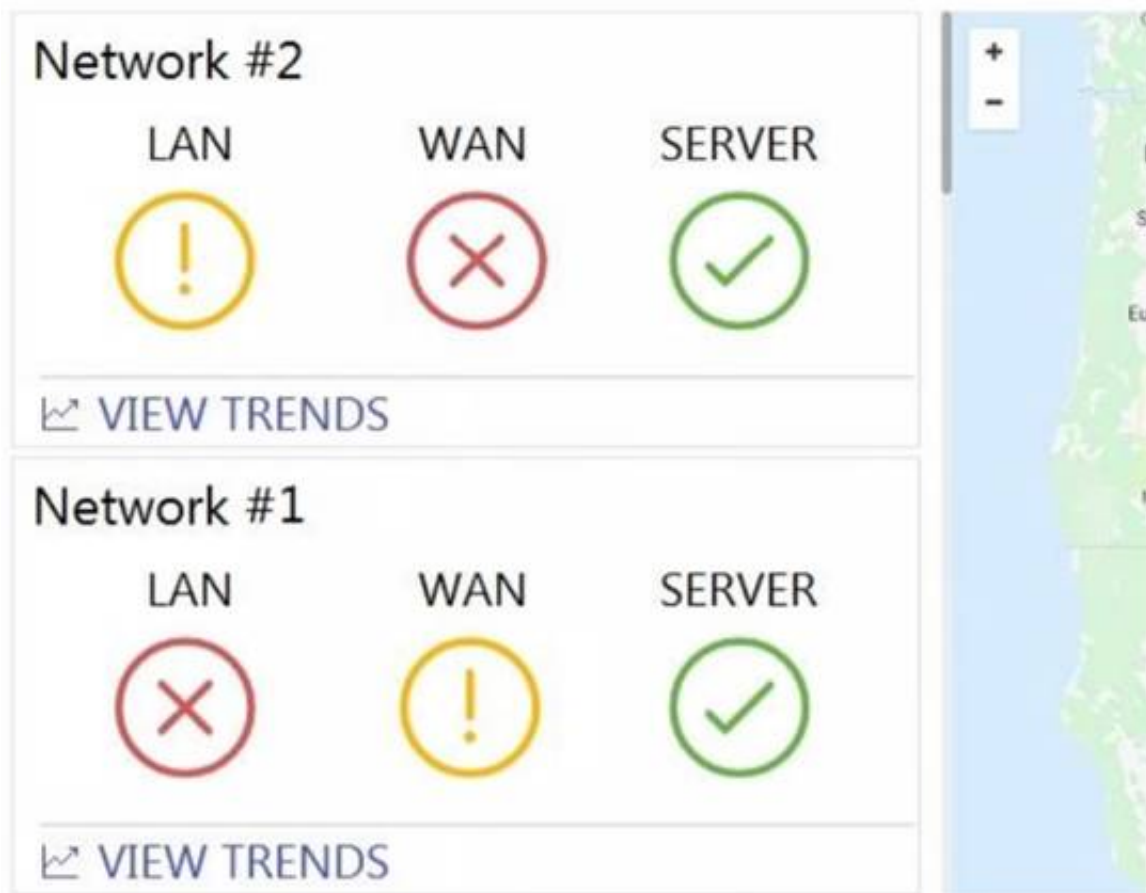 Network #2
LAN WAN SERVER
VIEW TRENDS
Network #1
LAN WAN SERVER
VIEW TRENDS
+
-